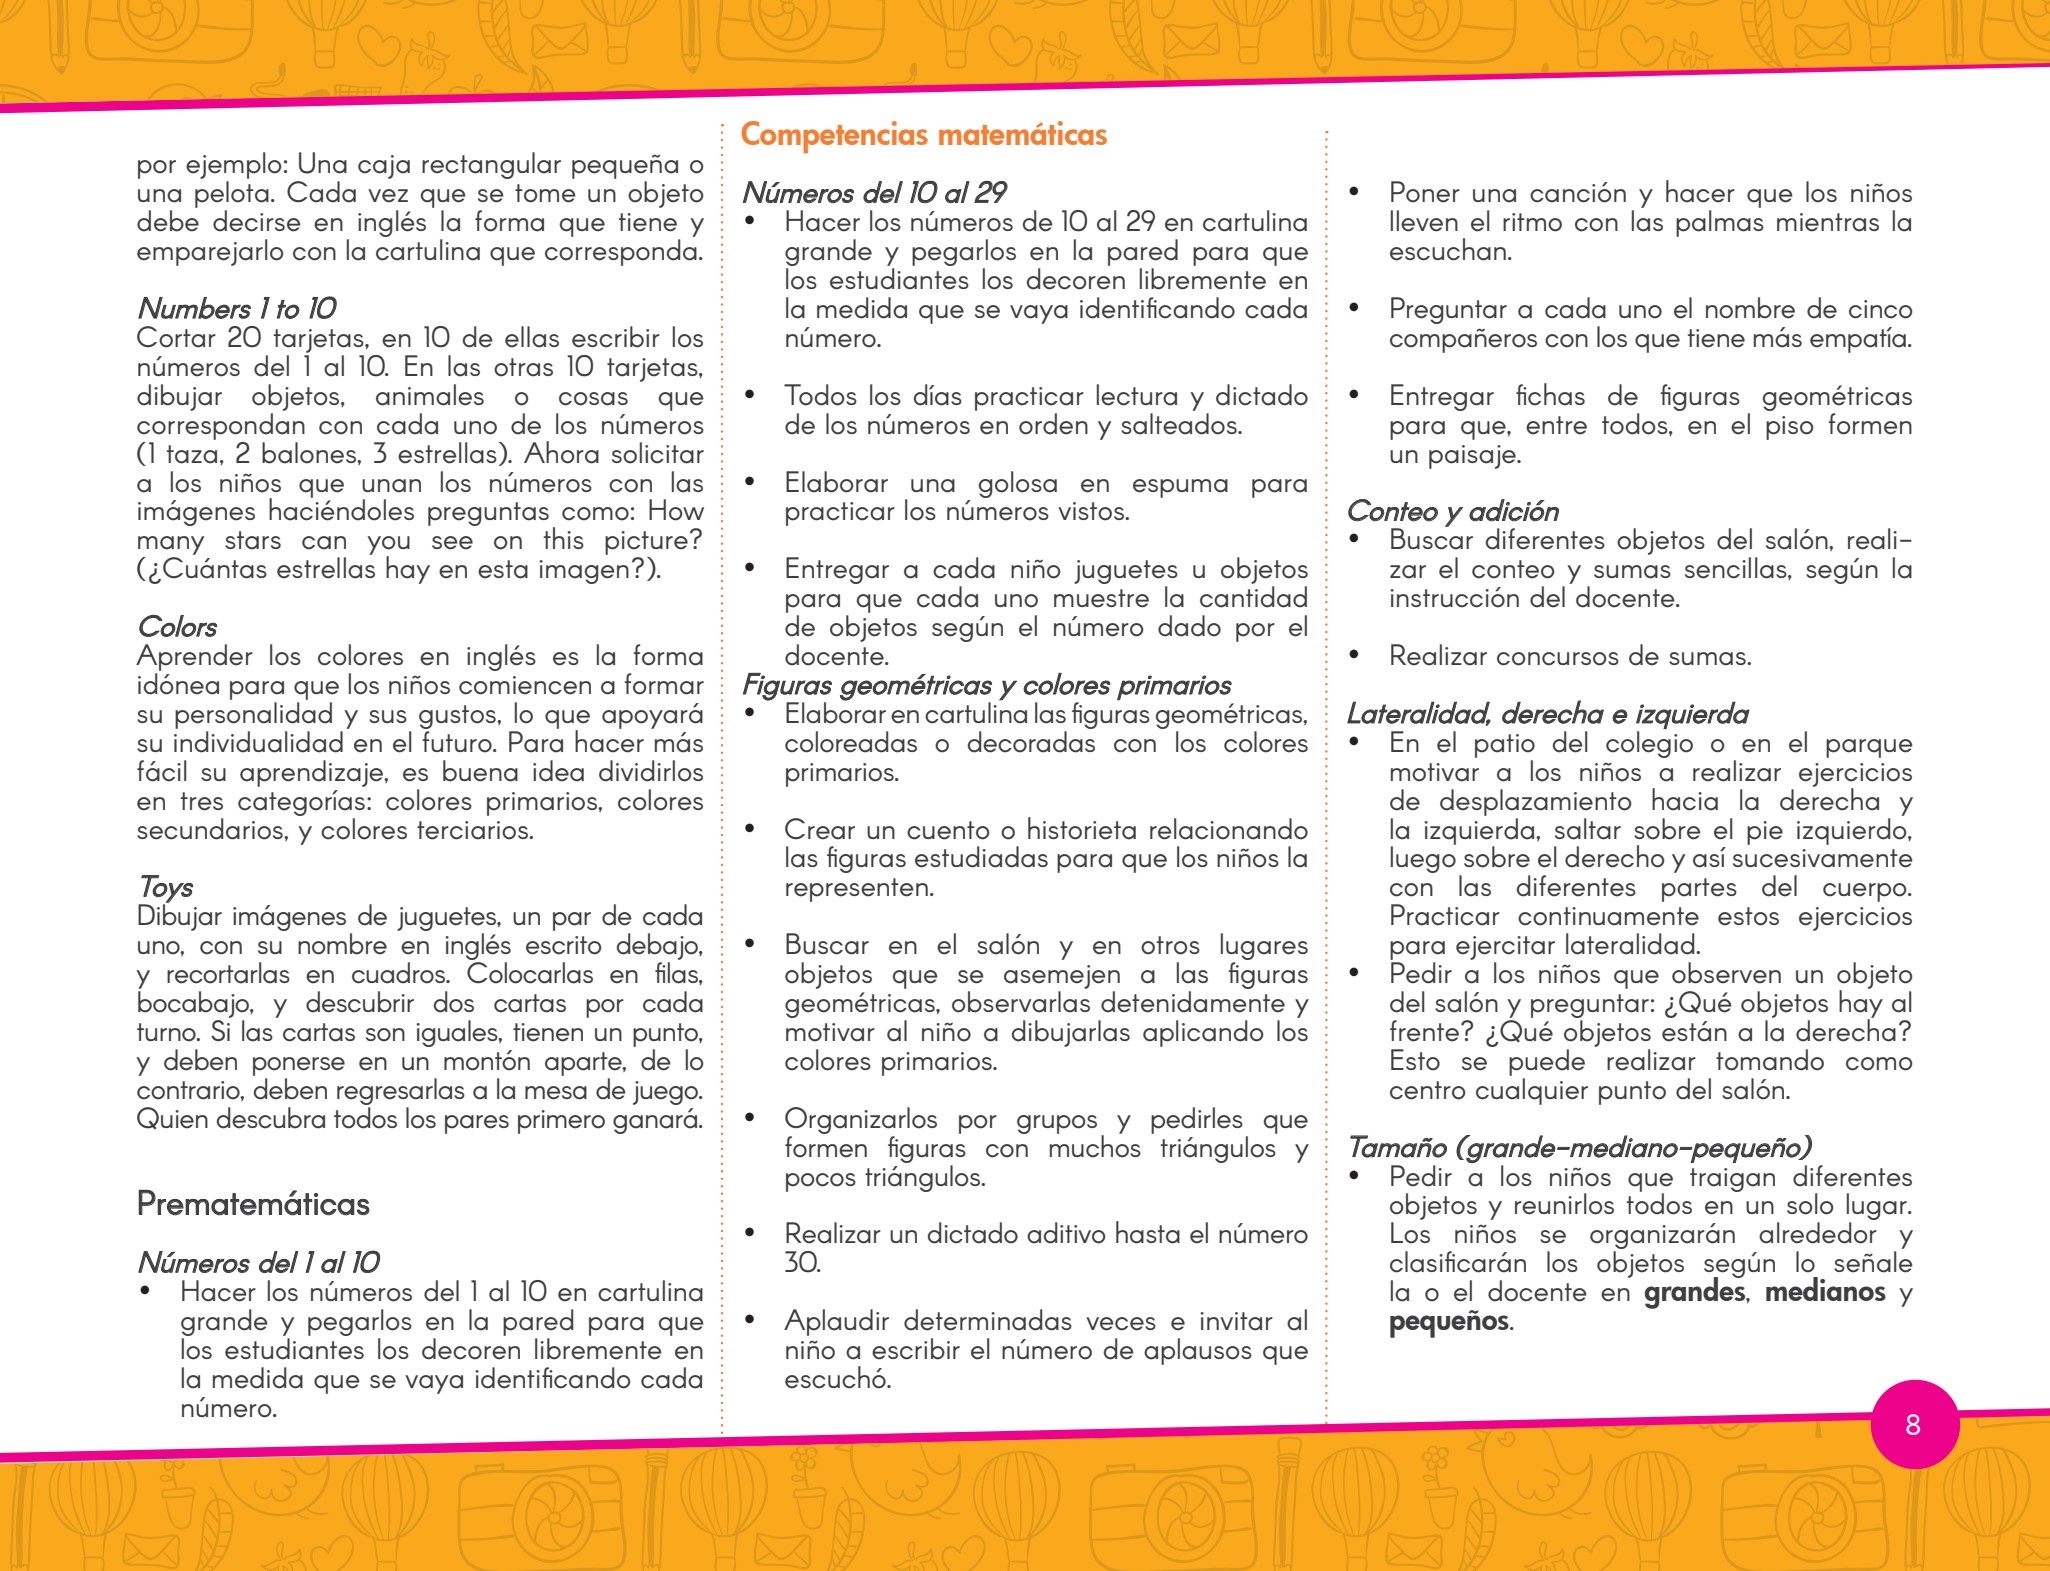 por ejemplo: Una caja rectangular pequeña o
una pelota. Cada vez que se tome un objeto
debe decirse en inglés la forma que tiene y
emparejarlo con la cartulina que corresponda.
Numbers 1 to 10
Cortar 20 tarjetas, en 10 de ellas escribir los
números del 1 al 10. En las otras 10 tarjetas,
dibujar objetos, animales o cosas que
correspondan con cada uno de los números
(1 taza, 2 balones, 3 estrellas). Ahora solicitar
a los niños que unan los números con las
imágenes haciéndoles preguntas como: How
many stars can you see on this picture?
(¿Cuántas estrellas hay en esta imagen?).
Colors
Aprender los colores en inglés es la forma
idónea para que los niños comiencen a formar
su personalidad y sus gustos, lo que apoyará
su individualidad en el futuro. Para hacer más
fácil su aprendizaje, es buena idea dividirlos
en tres categorías: colores primarios, colores
secundarios, y colores terciarios.
Toys
Dibujar imágenes de juguetes, un par de cada
uno, con su nombre en inglés escrito debajo,
y recortarlas en cuadros. Colocarlas en filas,
bocabajo, y descubrir dos cartas por cada
turno. Si las cartas son iguales, tienen un punto,
y deben ponerse en un montón aparte, de lo
contrario, deben regresarlas a la mesa de juego.
Quien descubra todos los pares primero ganará.
Prematemáticas
Números del 1 al 10
• Hacer los números del 1 al 10 en cartulina
grande y pegarlos en la pared para que
los estudiantes los decoren libremente en
la medida que se vaya identificando cada
número.
Competencias matemáticas
Números del 10 al 29
• Hacer los números de 10 al 29 en cartulina
grande y pegarlos en la pared para que
los estudiantes los decoren libremente en
la medida que se vaya identificando cada
número.
• Todos los días practicar lectura y dictado
de los números en orden y salteados.
• Elaborar una golosa en espuma para
practicar los números vistos.
• Entregar a cada niño juguetes u objetos
para que cada uno muestre la cantidad
de objetos según el número dado por el
docente.
Figuras geométricas y colores primarios
• Elaborar en cartulina las figuras geométricas,
coloreadas o decoradas con los colores
primarios.
• Crear un cuento o historieta relacionando
las figuras estudiadas para que los niños la
representen.
• Buscar en el salón y en otros lugares
objetos que se asemejen a las figuras
geométricas, observarlas detenidamente y
motivar al niño a dibujarlas aplicando los
colores primarios.
• Organizarlos por grupos y pedirles que
formen figuras con muchos triángulos y
pocos triángulos.
• Realizar un dictado aditivo hasta el número
30.
• Aplaudir determinadas veces e invitar al
niño a escribir el número de aplausos que
escuchó.
• Poner una canción y hacer que los niños
lleven el ritmo con las palmas mientras la
escuchan.
• Preguntar a cada uno el nombre de cinco
compañeros con los que tiene más empatía.
• Entregar fichas de figuras geométricas
para que, entre todos, en el piso formen
un paisaje.
Conteo y adición
• Buscar diferentes objetos del salón, reali-
zar el conteo y sumas sencillas, según la
instrucción del docente.
• Realizar concursos de sumas.
Lateralidad, derecha e izquierda
• En el patio del colegio o en el parque
motivar a los niños a realizar ejercicios
de desplazamiento hacia la derecha y
la izquierda, saltar sobre el pie izquierdo,
luego sobre el derecho y así sucesivamente
con las diferentes partes del cuerpo.
Practicar continuamente estos ejercicios
para ejercitar lateralidad.
• Pedir a los niños que observen un objeto
del salón y preguntar: ¿Qué objetos hay al
frente? ¿Qué objetos están a la derecha?
Esto se puede realizar tomando como
centro cualquier punto del salón.
Tamaño (grande-mediano-pequeño)
• Pedir a los niños que traigan diferentes
objetos y reunirlos todos en un solo lugar.
Los niños se organizarán alrededor y
clasificarán los objetos según lo señale
la o el docente en grandes, medianos y
pequeños.
8